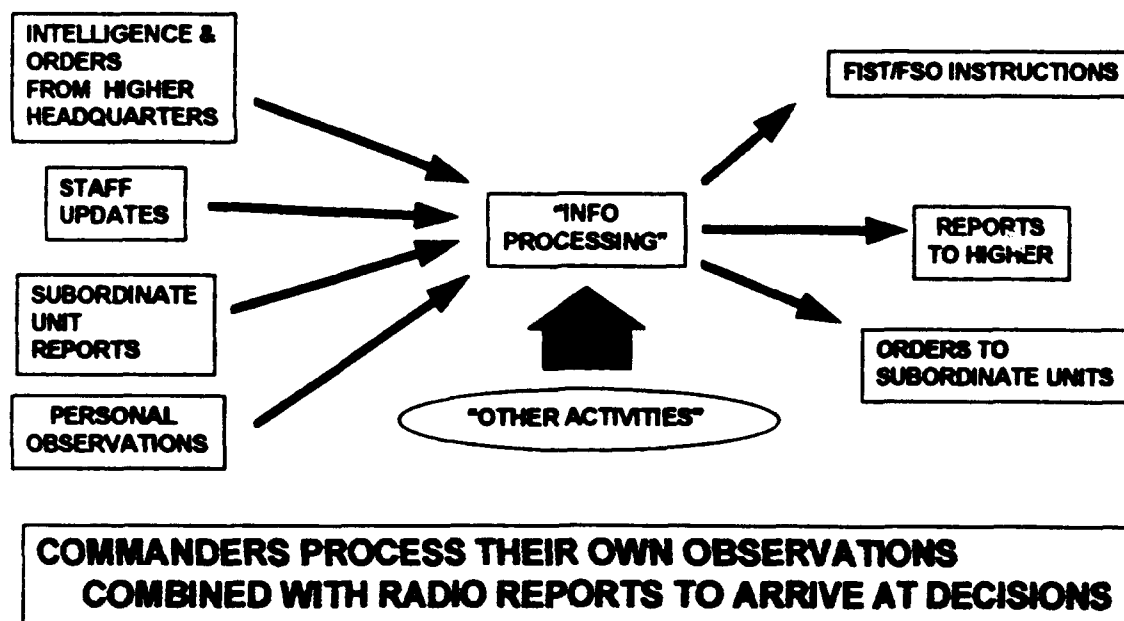 INTELLIGENCE &
ORDERS
FROM HIGHER
HEADQUARTERS
STAFF
UPDATES
SUBORDINATE
UNIT
REPORTS
PERSONAL
OBSERVATIONS
"INFO
PROCESSING"
"OTHER ACTIVITIES"
FIST/FSO INSTRUCTIONS
REPORTS
TO HIGHER
ORDERS TO
SUBORDINATE UNITS
COMMANDERS PROCESS THEIR OWN OBSERVATIONS
COMBINED WITH RADIO REPORTS TO ARRIVE AT DECISIONS